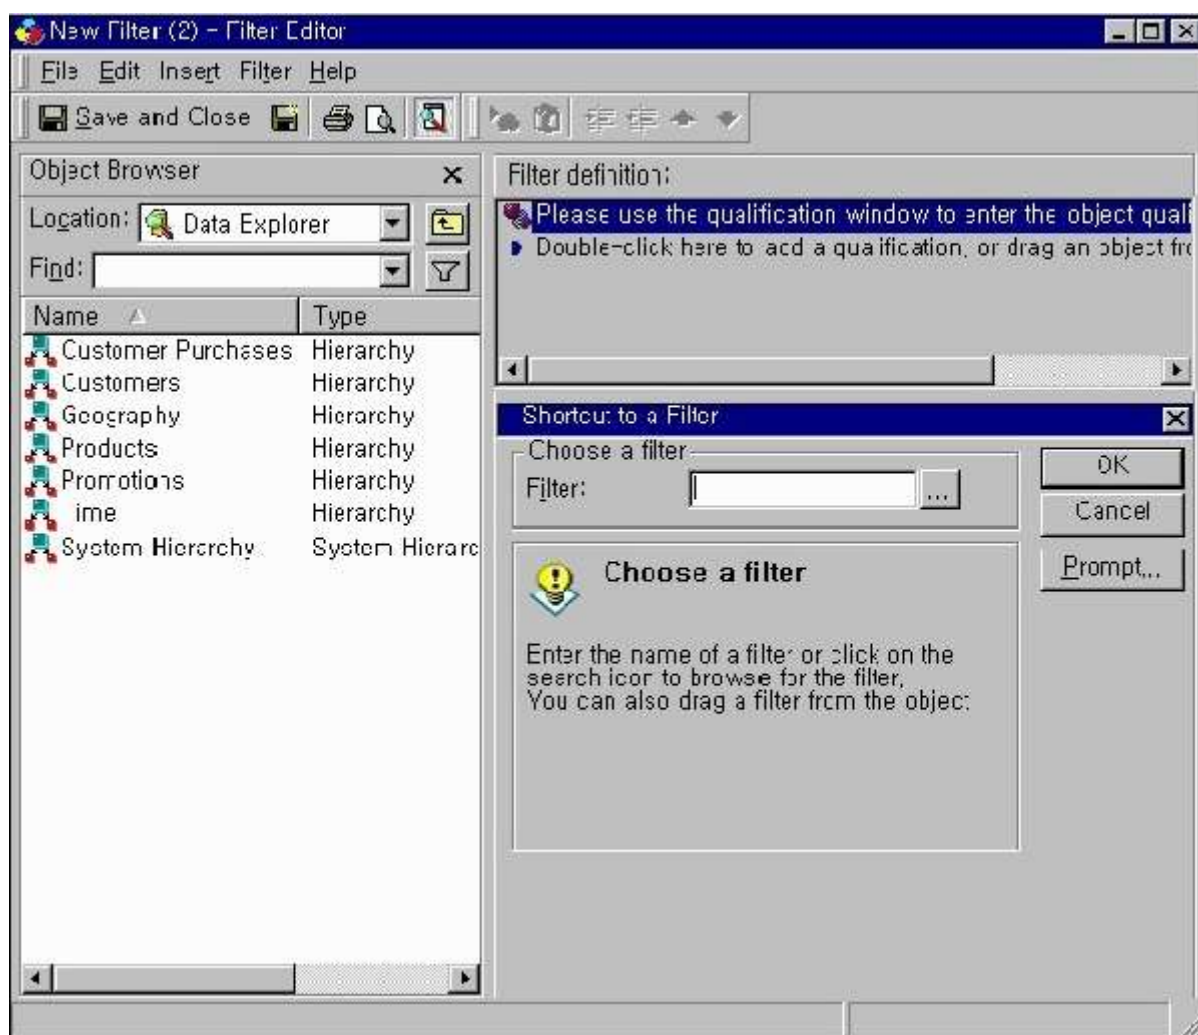 New Filter (2) - Filter Editor
File Edit Insert Filter Help
Save and Close
Object Browser
Location: Data Explorer
Find:
Name Type
Customer Purchases Hierarchy
Customers Hierarchy
Geography Hierarchy
Products Hierarchy
Promotions Hierarchy
ime Hierarchy
System Hierarchy System Hierarc
Filter definition:
Please use the qualification window to enter the object quali
Double-click here to add a qualification, or drag an object fro
Shortcut to a Filter
Choose a filter
Filter:
...
OK
Cancel
Prompt...
Choose a filter
Enter the name of a filter or click on the
search icon to browse for the filter,
You can also drag a filter from the object